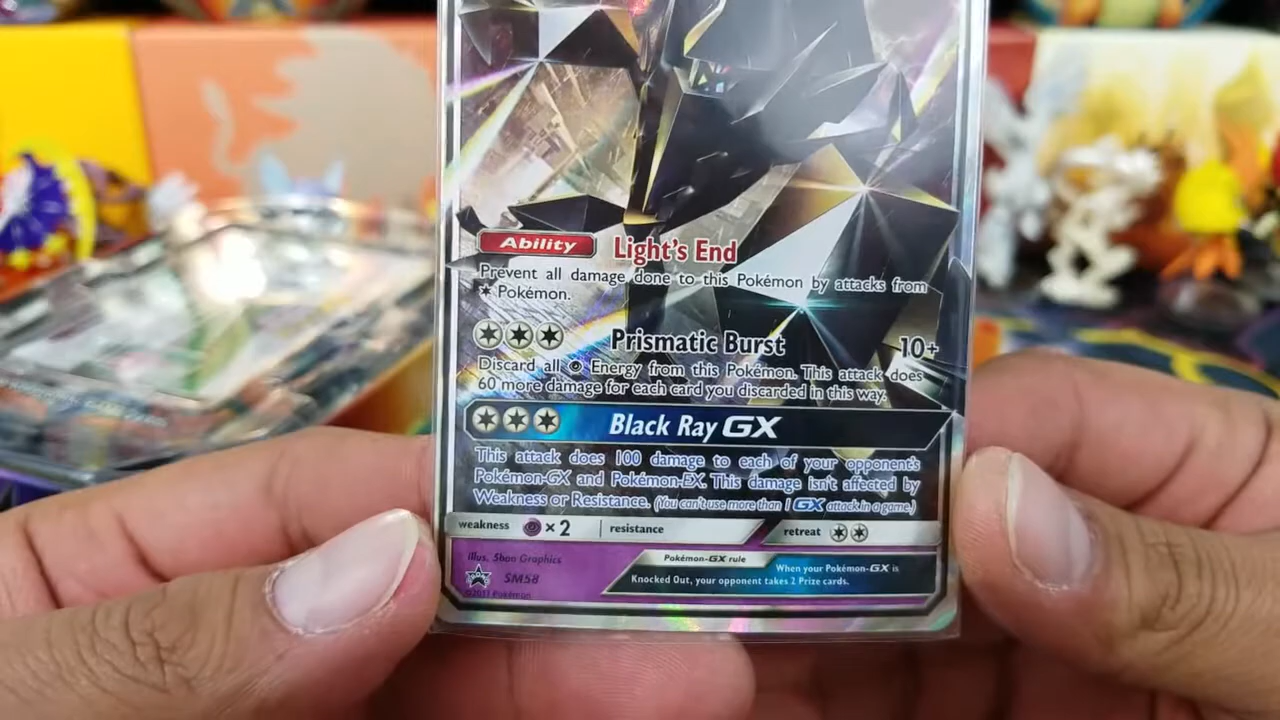 Ability Light's End
Prevent all damage done to this Pokémon by attacks from
Pokémon.
Prismatic Burst 10+
Discard all Energy from this Pokémon. This attack does
60 more damage for each card you discarded in this way.
Black Ray GX
This attack does 100 damage to each of your opponent's
Pokémon-GX and Pokémon-EX. This damage isn't affected by
Weakness or Resistance. (You can't use more than 1 GX attack in a game.)
weakness ×2 resistance retreat
Illus. 5ban Graphics
Pokémon-GX rule
When your Pokémon-GX is
Knocked Out, your opponent takes 2 Prize cards.
SM58
©2017 Pokémon